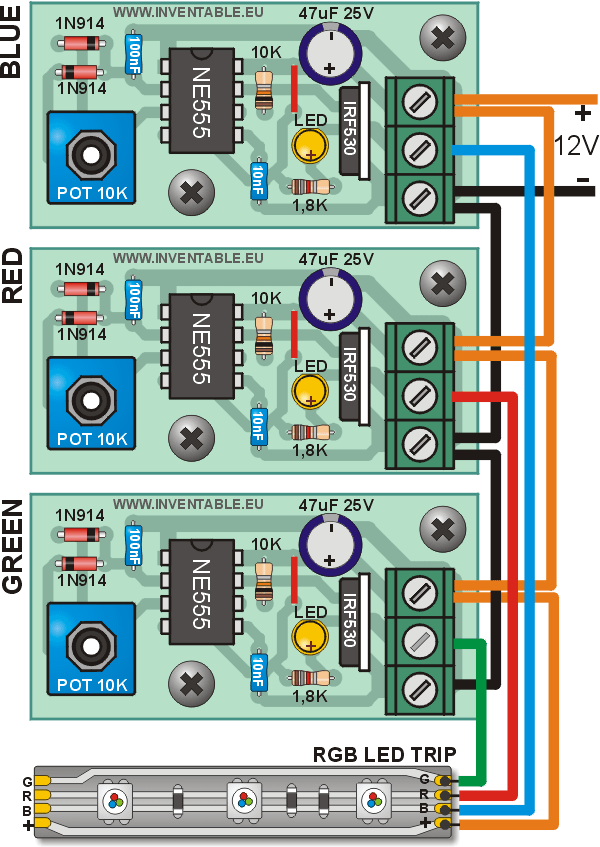 BLUE
WWW.INVENTABLE.EU
47uF 25V
1N914
100nF
10K
NE555
1N914
IRF530
LED
+
12V
-
10nF
POT 10K
1,8K
RED
WWW.INVENTABLE.EU
47uF 25V
1N914
100nF
10K
NE555
1N914
IRF530
LED
10nF
POT 10K
1,8K
GREEN
WWW.INVENTABLE.EU
47uF 25V
1N914
100nF
10K
NE555
1N914
IRF530
LED
10nF
POT 10K
1,8K
RGB LED TRIP
G
R
B
+
G
R
B
+